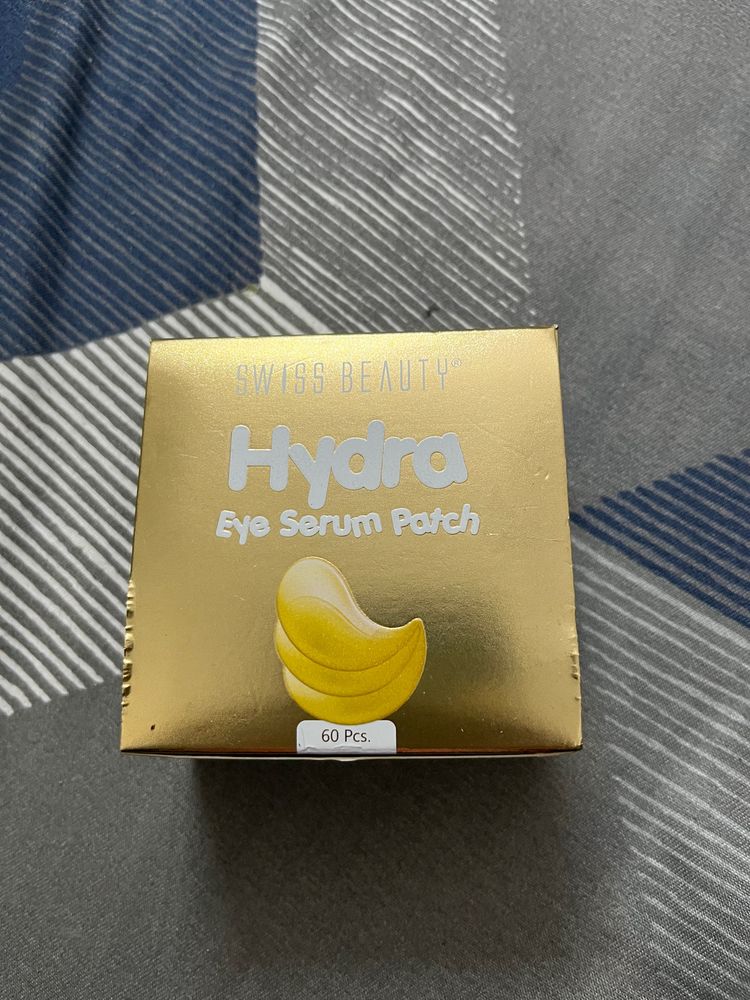 SWISS BEAUTY®
Hydra
Eye Serum Patch
60 Pcs.